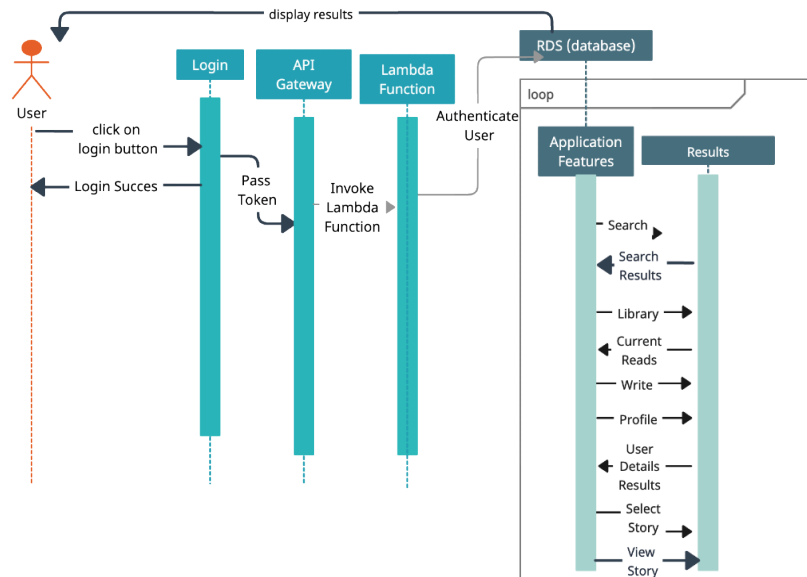 display results
RDS (database)
Login
API
Gateway
Lambda
Function
loop
User
click on
login button
Authenticate
User
Application
Features
Results
Login Succes
Pass
Token
Invoke
Lambda
Function
Search
Search
Results
Library
Current
Reads
Write
Profile
User
Details
Results
Select
Story
View
Story